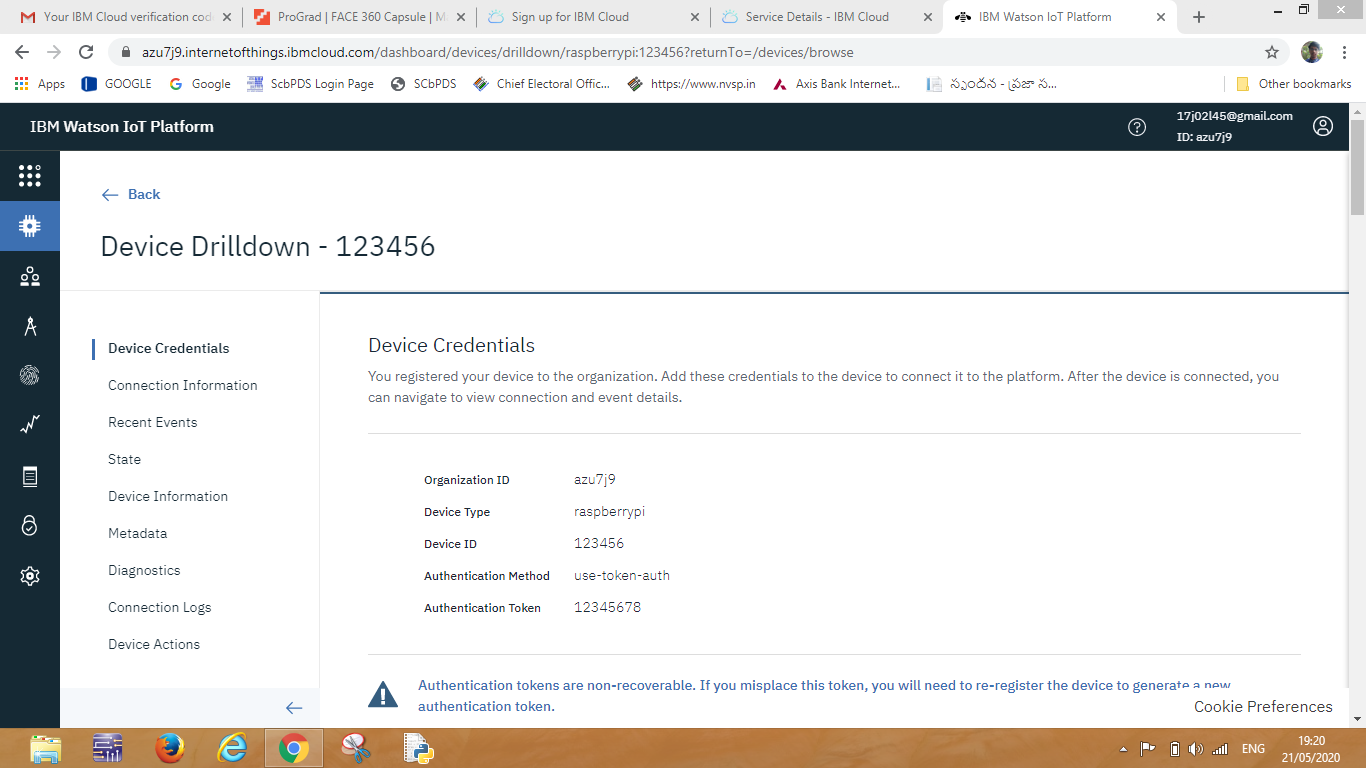 Your IBM Cloud verification cod
ProGrad | FACE 360 Capsule | M
Sign up for IBM Cloud
Service Details - IBM Cloud
IBM Watson IoT Platform
azu7j9.internetofthings.ibmcloud.com/dashboard/devices/drilldown/raspberrypi:123456?returnTo=/devices/browse
Apps
GOOGLE
Google
ScbPDS Login Page
SCbPDS
Chief Electoral Offic...
https://www.nvsp.in
Axis Bank Internet...
స్పందన - ప్రజా స...
Other bookmarks
IBM Watson IoT Platform
17j02l45@gmail.com
ID: azu7j9
Back
Device Drilldown - 123456
Device Credentials
Connection Information
Recent Events
State
Device Information
Metadata
Diagnostics
Connection Logs
Device Actions
Device Credentials
You registered your device to the organization. Add these credentials to the device to connect it to the platform. After the device is connected, you
can navigate to view connection and event details.
Organization ID azu7j9
Device Type raspberrypi
Device ID 123456
Authentication Method use-token-auth
Authentication Token 12345678
Authentication tokens are non-recoverable. If you misplace this token, you will need to re-register the device to generate a new
authentication token.
Cookie Preferences
ENG
19:20
21/05/2020